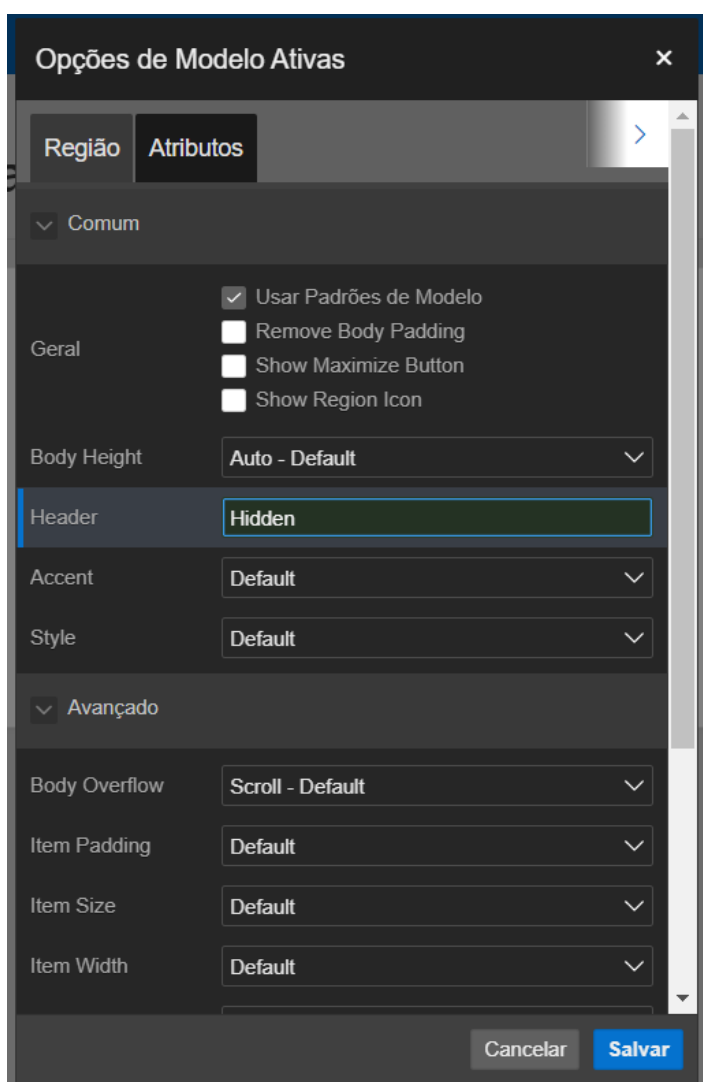 Opções de Modelo Ativas
Região Atributos
Comum
Geral
Usar Padrões de Modelo
Remove Body Padding
Show Maximize Button
Show Region Icon
Body Height Auto - Default
Header Hidden
Accent Default
Style Default
Avançado
Body Overflow Scroll - Default
Item Padding Default
Item Size Default
Item Width Default
Cancelar Salvar